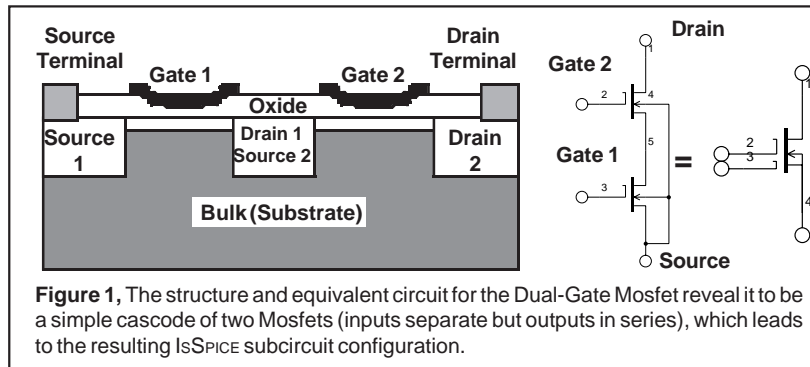 Source
Terminal
Gate 1
Gate 2
Drain
Terminal
Oxide
Source
1
Drain 1
Source 2
Drain
2
Bulk (Substrate)
Drain
1
Gate 2
2
4
5
Gate 1
3
Source
=
1
2
3
4
Figure 1, The structure and equivalent circuit for the Dual-Gate Mosfet reveal it to be
a simple cascode of two Mosfets (inputs separate but outputs in series), which leads
to the resulting IsSpice subcircuit configuration.